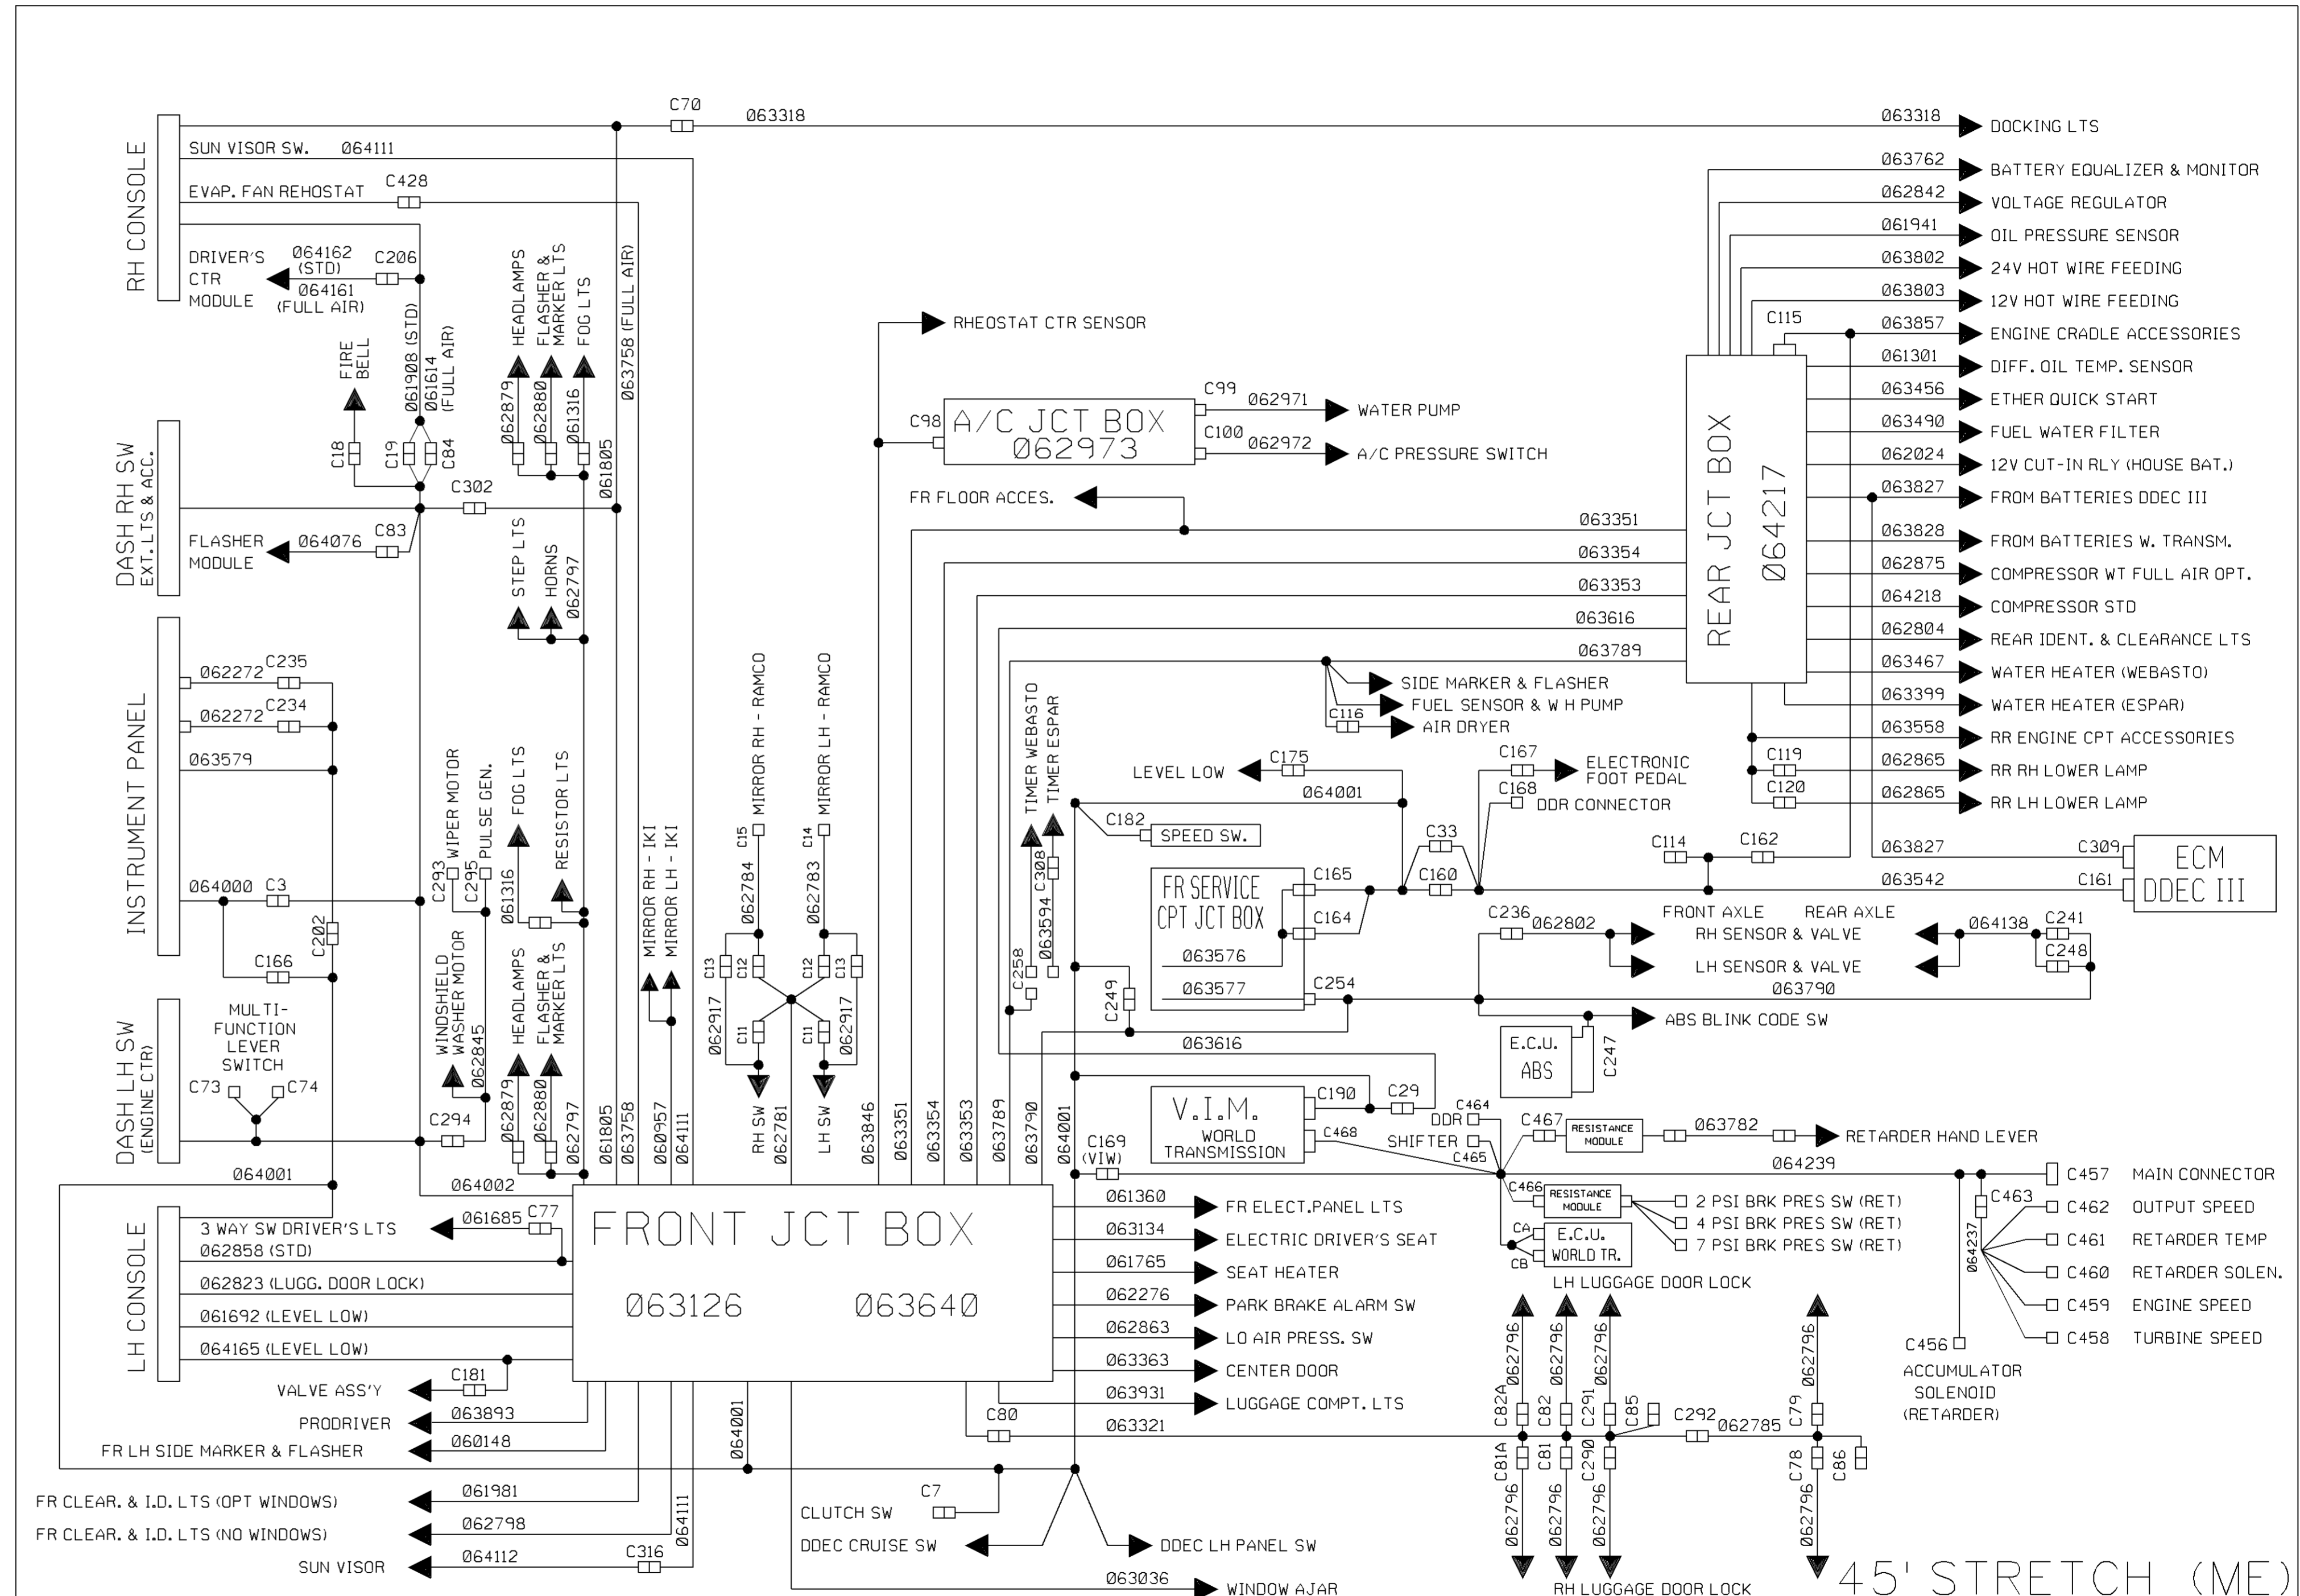 C70
063318
063318
DOCKING LTS
RH CONSOLE
SUN VISOR SW. 064111
EVAP. FAN REHOSTAT
C428
DRIVER'S
CTR
MODULE
064162
(STD)
064161
(FULL AIR)
C206
061908 (STD)
061614
(FULL AIR)
FIRE
BELL
C18
C19
C84
HEADLAMPS
FLASHER &
MARKER LTS
FOG LTS
062879
062880
061316
061805
063758 (FULL AIR)
DASH RH SW
EXT. LTS & ACC.
C302
FLASHER
MODULE
064076
C83
STEP LTS
HORNS
062797
RHEOSTAT CTR SENSOR
C98
A/C JCT BOX
062973
C99
062971
WATER PUMP
C100
062972
A/C PRESSURE SWITCH
FR FLOOR ACCES.
063351
063354
063353
063616
063789
SIDE MARKER & FLASHER
FUEL SENSOR & W H PUMP
C116
AIR DRYER
REAR JCT BOX
064217
C115
063762
BATTERY EQUALIZER & MONITOR
062842
VOLTAGE REGULATOR
061941
OIL PRESSURE SENSOR
063802
24V HOT WIRE FEEDING
063803
12V HOT WIRE FEEDING
063857
ENGINE CRADLE ACCESSORIES
061301
DIFF. OIL TEMP. SENSOR
063456
ETHER QUICK START
063490
FUEL WATER FILTER
062024
12V CUT-IN RLY (HOUSE BAT.)
063827
FROM BATTERIES DDEC III
063828
FROM BATTERIES W. TRANSM.
062875
COMPRESSOR WT FULL AIR OPT.
064218
COMPRESSOR STD
062804
REAR IDENT. & CLEARANCE LTS
063467
WATER HEATER (WEBASTO)
063399
WATER HEATER (ESPAR)
063558
RR ENGINE CPT ACCESSORIES
C119
062865
RR RH LOWER LAMP
C120
062865
RR LH LOWER LAMP
INSTRUMENT PANEL
062272
C235
062272
C234
063579
064000
C3
C166
C202
C293
WIPER MOTOR
C295
PULSE GEN.
061316
FOG LTS
RESISTOR LTS
MIRROR RH - IKI
MIRROR LH - IKI
C15
MIRROR RH - RAMCO
C14
MIRROR LH - RAMCO
062784
062783
C13
C12
C12
C13
062917
C11
C11
062917
RH SW
062781
LH SW
TIMER WEBASTO
TIMER ESPAR
063594
C308
C258
LEVEL LOW
C175
064001
C182
SPEED SW.
C167
ELECTRONIC
FOOT PEDAL
C168
DDR CONNECTOR
C33
C160
C114
C162
063827
C309
063542
C161
ECM
DDEC III
FR SERVICE
CPT JCT BOX
C165
C164
063576
063577
C254
C249
C236
062802
FRONT AXLE
REAR AXLE
RH SENSOR & VALVE
LH SENSOR & VALVE
064138
C241
C248
063790
ABS BLINK CODE SW
E.C.U.
ABS
C247
063616
DASH LH SW
(ENGINE CTR)
MULTI-
FUNCTION
LEVER
SWITCH
C73
C74
WINDSHIELD
WASHER MOTOR
062845
C294
HEADLAMPS
FLASHER &
MARKER LTS
062879
062880
062797
061805
063758
060957
064111
063846
063351
063354
063353
063789
063790
064001
V.I.M.
WORLD
TRANSMISSION
C190
C29
C468
C169
(VIW)
DDR
C464
SHIFTER
C465
C467
RESISTANCE
MODULE
063782
RETARDER HAND LEVER
064239
C457
MAIN CONNECTOR
C466
RESISTANCE
MODULE
2 PSI BRK PRES SW (RET)
4 PSI BRK PRES SW (RET)
7 PSI BRK PRES SW (RET)
CA
CB
E.C.U.
WORLD TR.
C463
064237
C462
OUTPUT SPEED
C461
RETARDER TEMP
C460
RETARDER SOLEN.
C459
ENGINE SPEED
C458
TURBINE SPEED
C456
ACCUMULATOR
SOLENOID
(RETARDER)
LH CONSOLE
064001
064002
3 WAY SW DRIVER'S LTS
061685
C77
062858 (STD)
062823 (LUGG. DOOR LOCK)
061692 (LEVEL LOW)
064165 (LEVEL LOW)
FRONT JCT BOX
063126
063640
061360
FR ELECT.PANEL LTS
063134
ELECTRIC DRIVER'S SEAT
061765
SEAT HEATER
062276
PARK BRAKE ALARM SW
062863
LO AIR PRESS. SW
063363
CENTER DOOR
063931
LUGGAGE COMPT. LTS
C80
063321
LH LUGGAGE DOOR LOCK
062796
062796
062796
062796
C82A
C82
C291
C85
C292
062785
C79
C81A
C81
C290
C78
C86
062796
062796
062796
062796
RH LUGGAGE DOOR LOCK
VALVE ASS'Y
C181
PRODRIVER
063893
FR LH SIDE MARKER & FLASHER
060148
FR CLEAR. & I.D. LTS (OPT WINDOWS)
061981
FR CLEAR. & I.D. LTS (NO WINDOWS)
062798
SUN VISOR
064112
C316
064111
064001
CLUTCH SW
C7
DDEC CRUISE SW
DDEC LH PANEL SW
063036
WINDOW AJAR
45' STRETCH (ME)